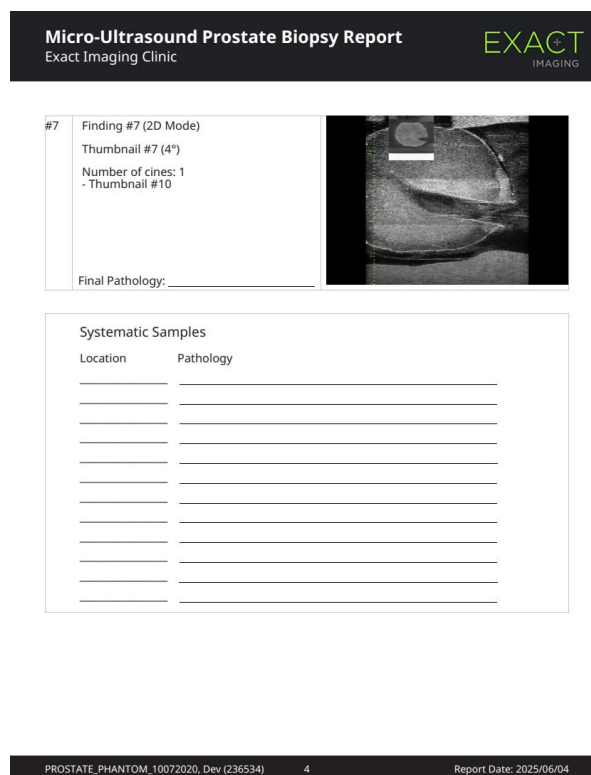 Micro-Ultrasound Prostate Biopsy Report
Exact Imaging Clinic
EXACT
IMAGING
#7
Finding #7 (2D Mode)
Thumbnail #7 (4°)
Number of cines: 1
- Thumbnail #10
Final Pathology:
Systematic Samples
Location Pathology
PROSTATE_PHANTOM_10072020, Dev (236534) 4 Report Date: 2025/06/04